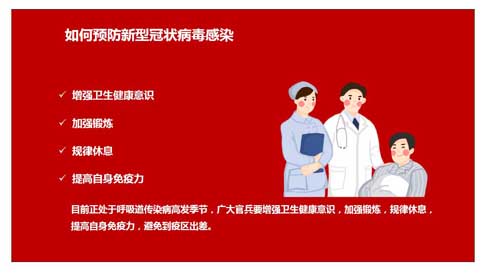 如何预防新型冠状病毒感染
增强卫生健康意识
加强锻炼
规律休息
提高自身免疫力
目前正处于呼吸道传染病高发季节，广大官兵要增强卫生健康意识，加强锻炼，规律休息，
提高自身免疫力，避免到疫区出差。